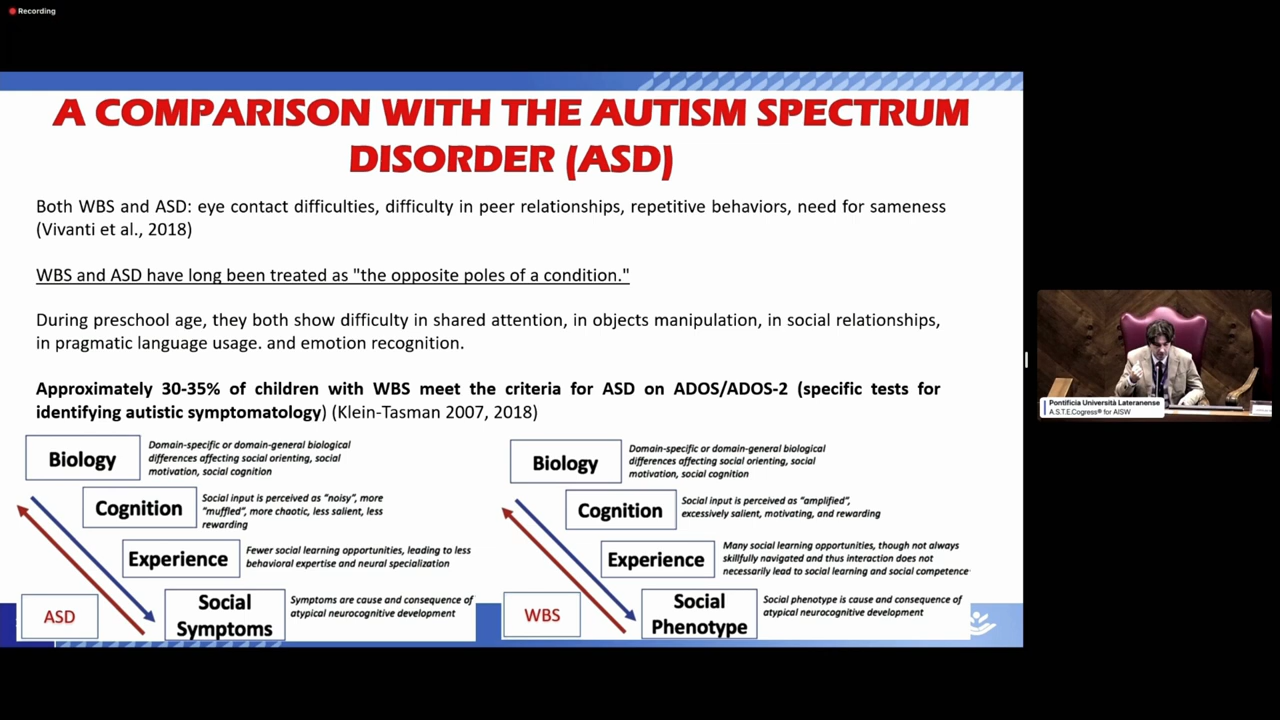 Recording
A COMPARISON WITH THE AUTISM SPECTRUM
DISORDER (ASD)
Both WBS and ASD: eye contact difficulties, difficulty in peer relationships, repetitive behaviors, need for sameness
(Vivanti et al., 2018)
WBS and ASD have long been treated as "the opposite poles of a condition."
During preschool age, they both show difficulty in shared attention, in objects manipulation, in social relationships,
in pragmatic language usage. and emotion recognition.
Approximately 30-35% of children with WBS meet the criteria for ASD on ADOS/ADOS-2 (specific tests for
identifying autistic symptomatology) (Klein-Tasman 2007, 2018)
Biology
Domain-specific or domain-general biological
differences affecting social orienting, social
motivation, social cognition
Cognition
Social input is perceived as “noisy”, more
“muffled”, more chaotic, less salient, less
rewarding
Experience
Fewer social learning opportunities, leading to less
behavioral expertise and neural specialization
ASD
Social
Symptoms
Symptoms are cause and consequence of
atypical neurocognitive development
Biology
Domain-specific or domain-general biological
differences affecting social orienting, social
motivation, social cognition
Cognition
Social input is perceived as “amplified”,
excessively salient, motivating, and rewarding
Experience
Many social learning opportunities, though not always
skillfully navigated and thus interaction does not
necessarily lead to social learning and social competence
WBS
Social
Phenotype
Social phenotype is cause and consequence of
atypical neurocognitive development
Pontificia Università Lateranense
A.S.T.E.Cogress® for AISW